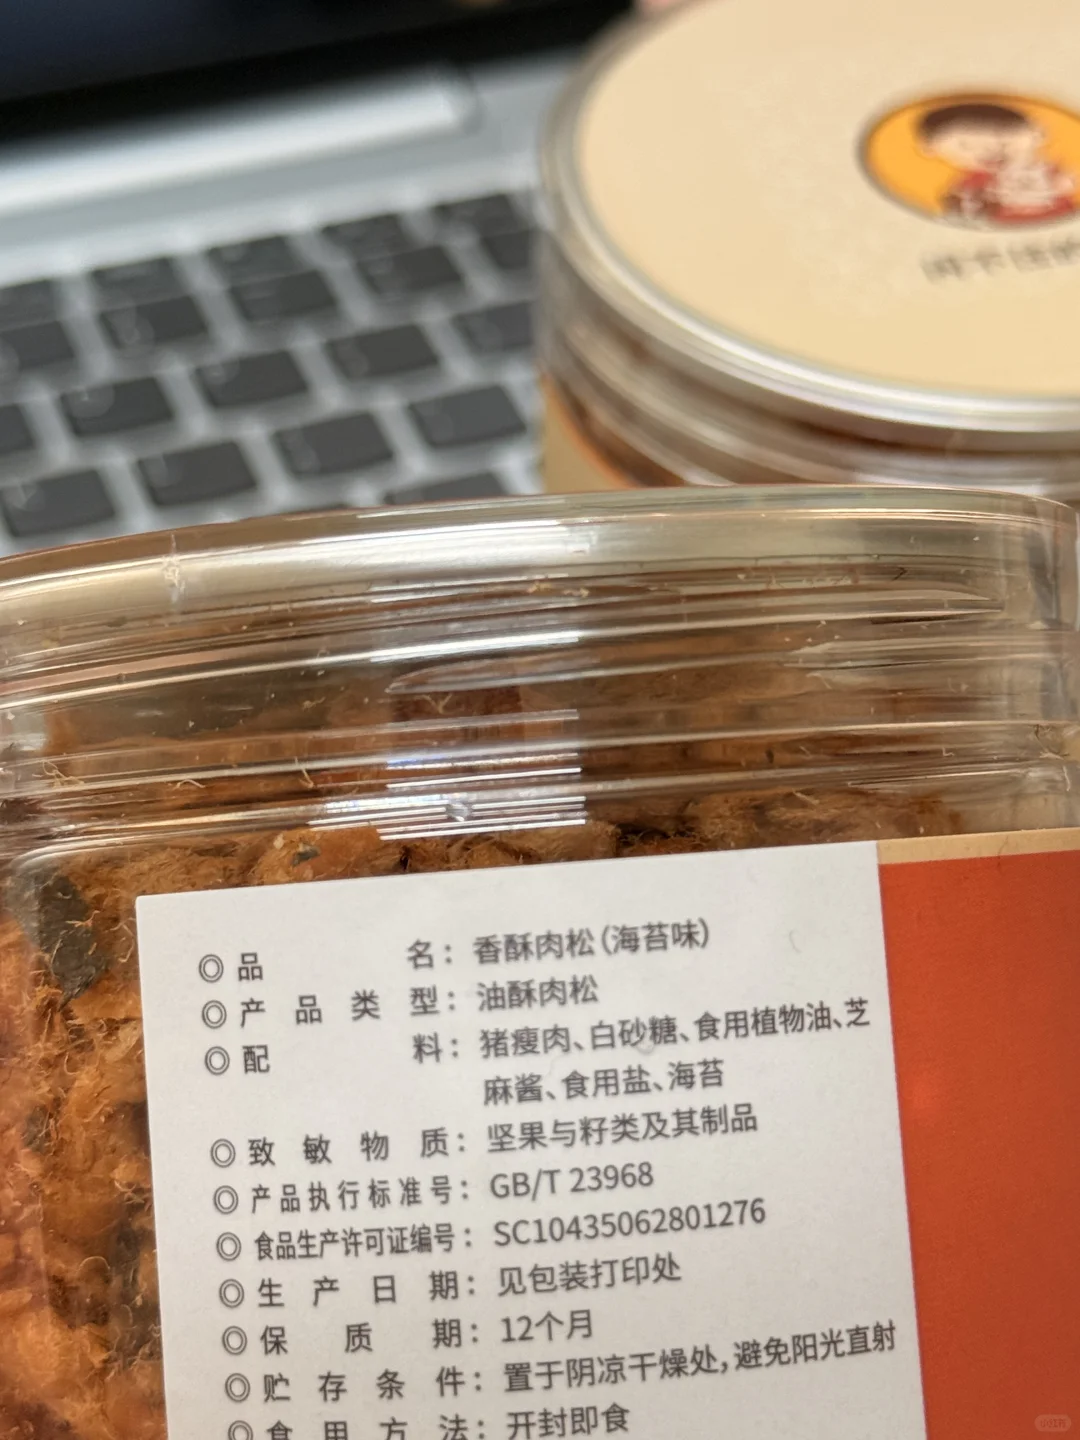 ◎品名：香酥肉松(海苔味)
◎产品类型：油酥肉松
◎配料：猪瘦肉、白砂糖、食用植物油、芝
麻酱、食用盐、海苔
◎致敏物质：坚果与籽类及其制品
◎产品执行标准号：GB/T 23968
◎食品生产许可证编号：SC10435062801276
◎生产日期：见包装打印处
◎保质期：12个月
◎贮存条件：置于阴凉干燥处，避免阳光直射
◎食用方法：开封即食
小红书